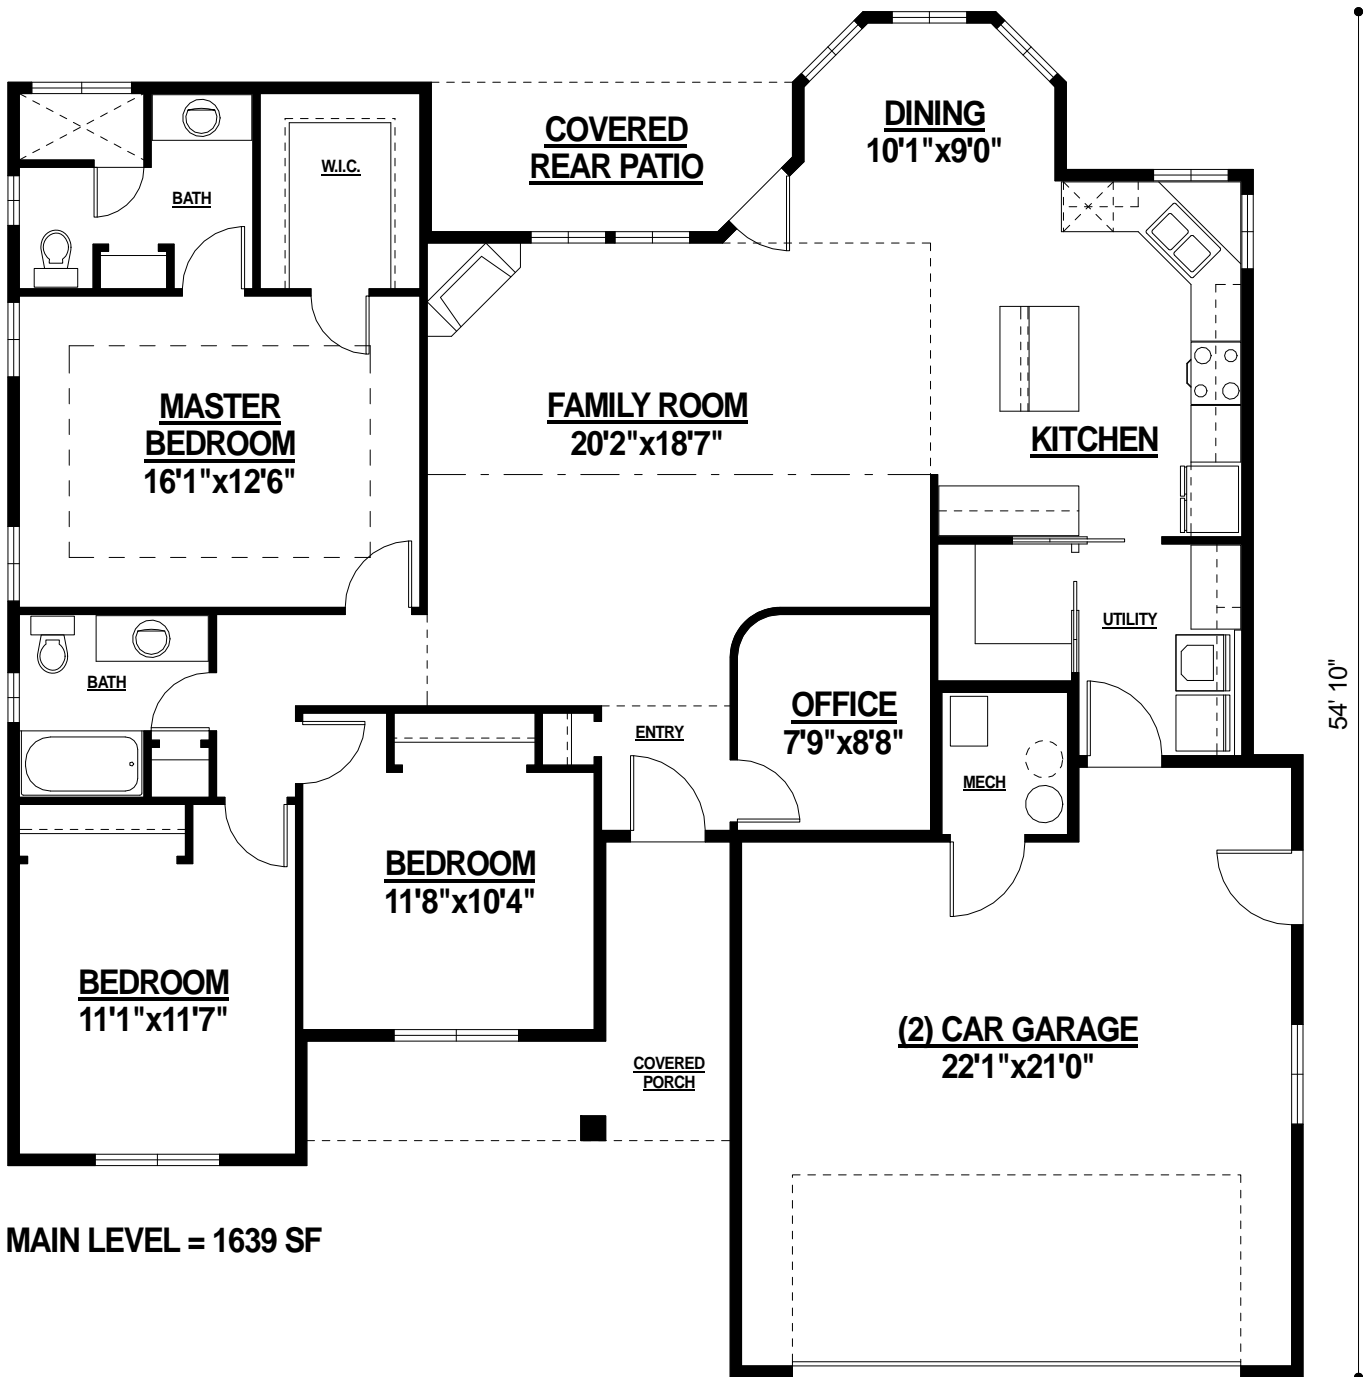 DINING
10'1"x9'0"
COVERED
REAR PATIO
W.I.C.
BATH
MASTER
BEDROOM
16'1"x12'6"
FAMILY ROOM
20'2"x18'7"
KITCHEN
UTILITY
BATH
54' 10"
OFFICE
7'9"x8'8"
ENTRY
MECH
BEDROOM
11'8"x10'4"
BEDROOM
11'1"x11'7"
(2) CAR GARAGE
22'1"x21'0"
COVERED
PORCH
MAIN LEVEL = 1639 SF